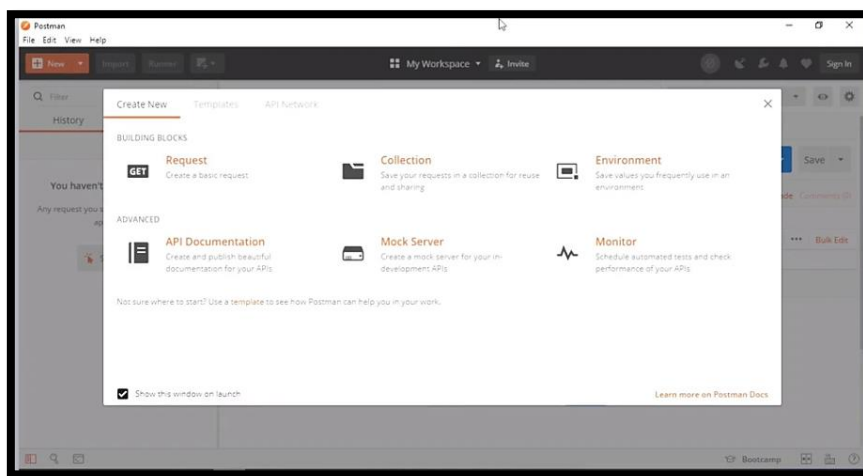 Postman
File Edit View Help
New
Import
Runner
My Workspace
Invite
Sign In
Filter
History
Save
Create New
Templates
API Network
BUILDING BLOCKS
Request
Create a basic request
GET
Collection
Save your requests in a collection for reuse
and sharing
Environment
Save values you frequently use in an
environment
ADVANCED
API Documentation
Create and publish beautiful
documentation for your APIs
Mock Server
Create a mock server for your in-
development APIs
Monitor
Schedule automated tests and check
performance of your APIs
Not sure where to start? Use a template to see how Postman can help you in your work.
Show this window on launch
Learn more on Postman Docs
You haven't
Any request you
Comments (0)
Bulk Edit
Bootcamp